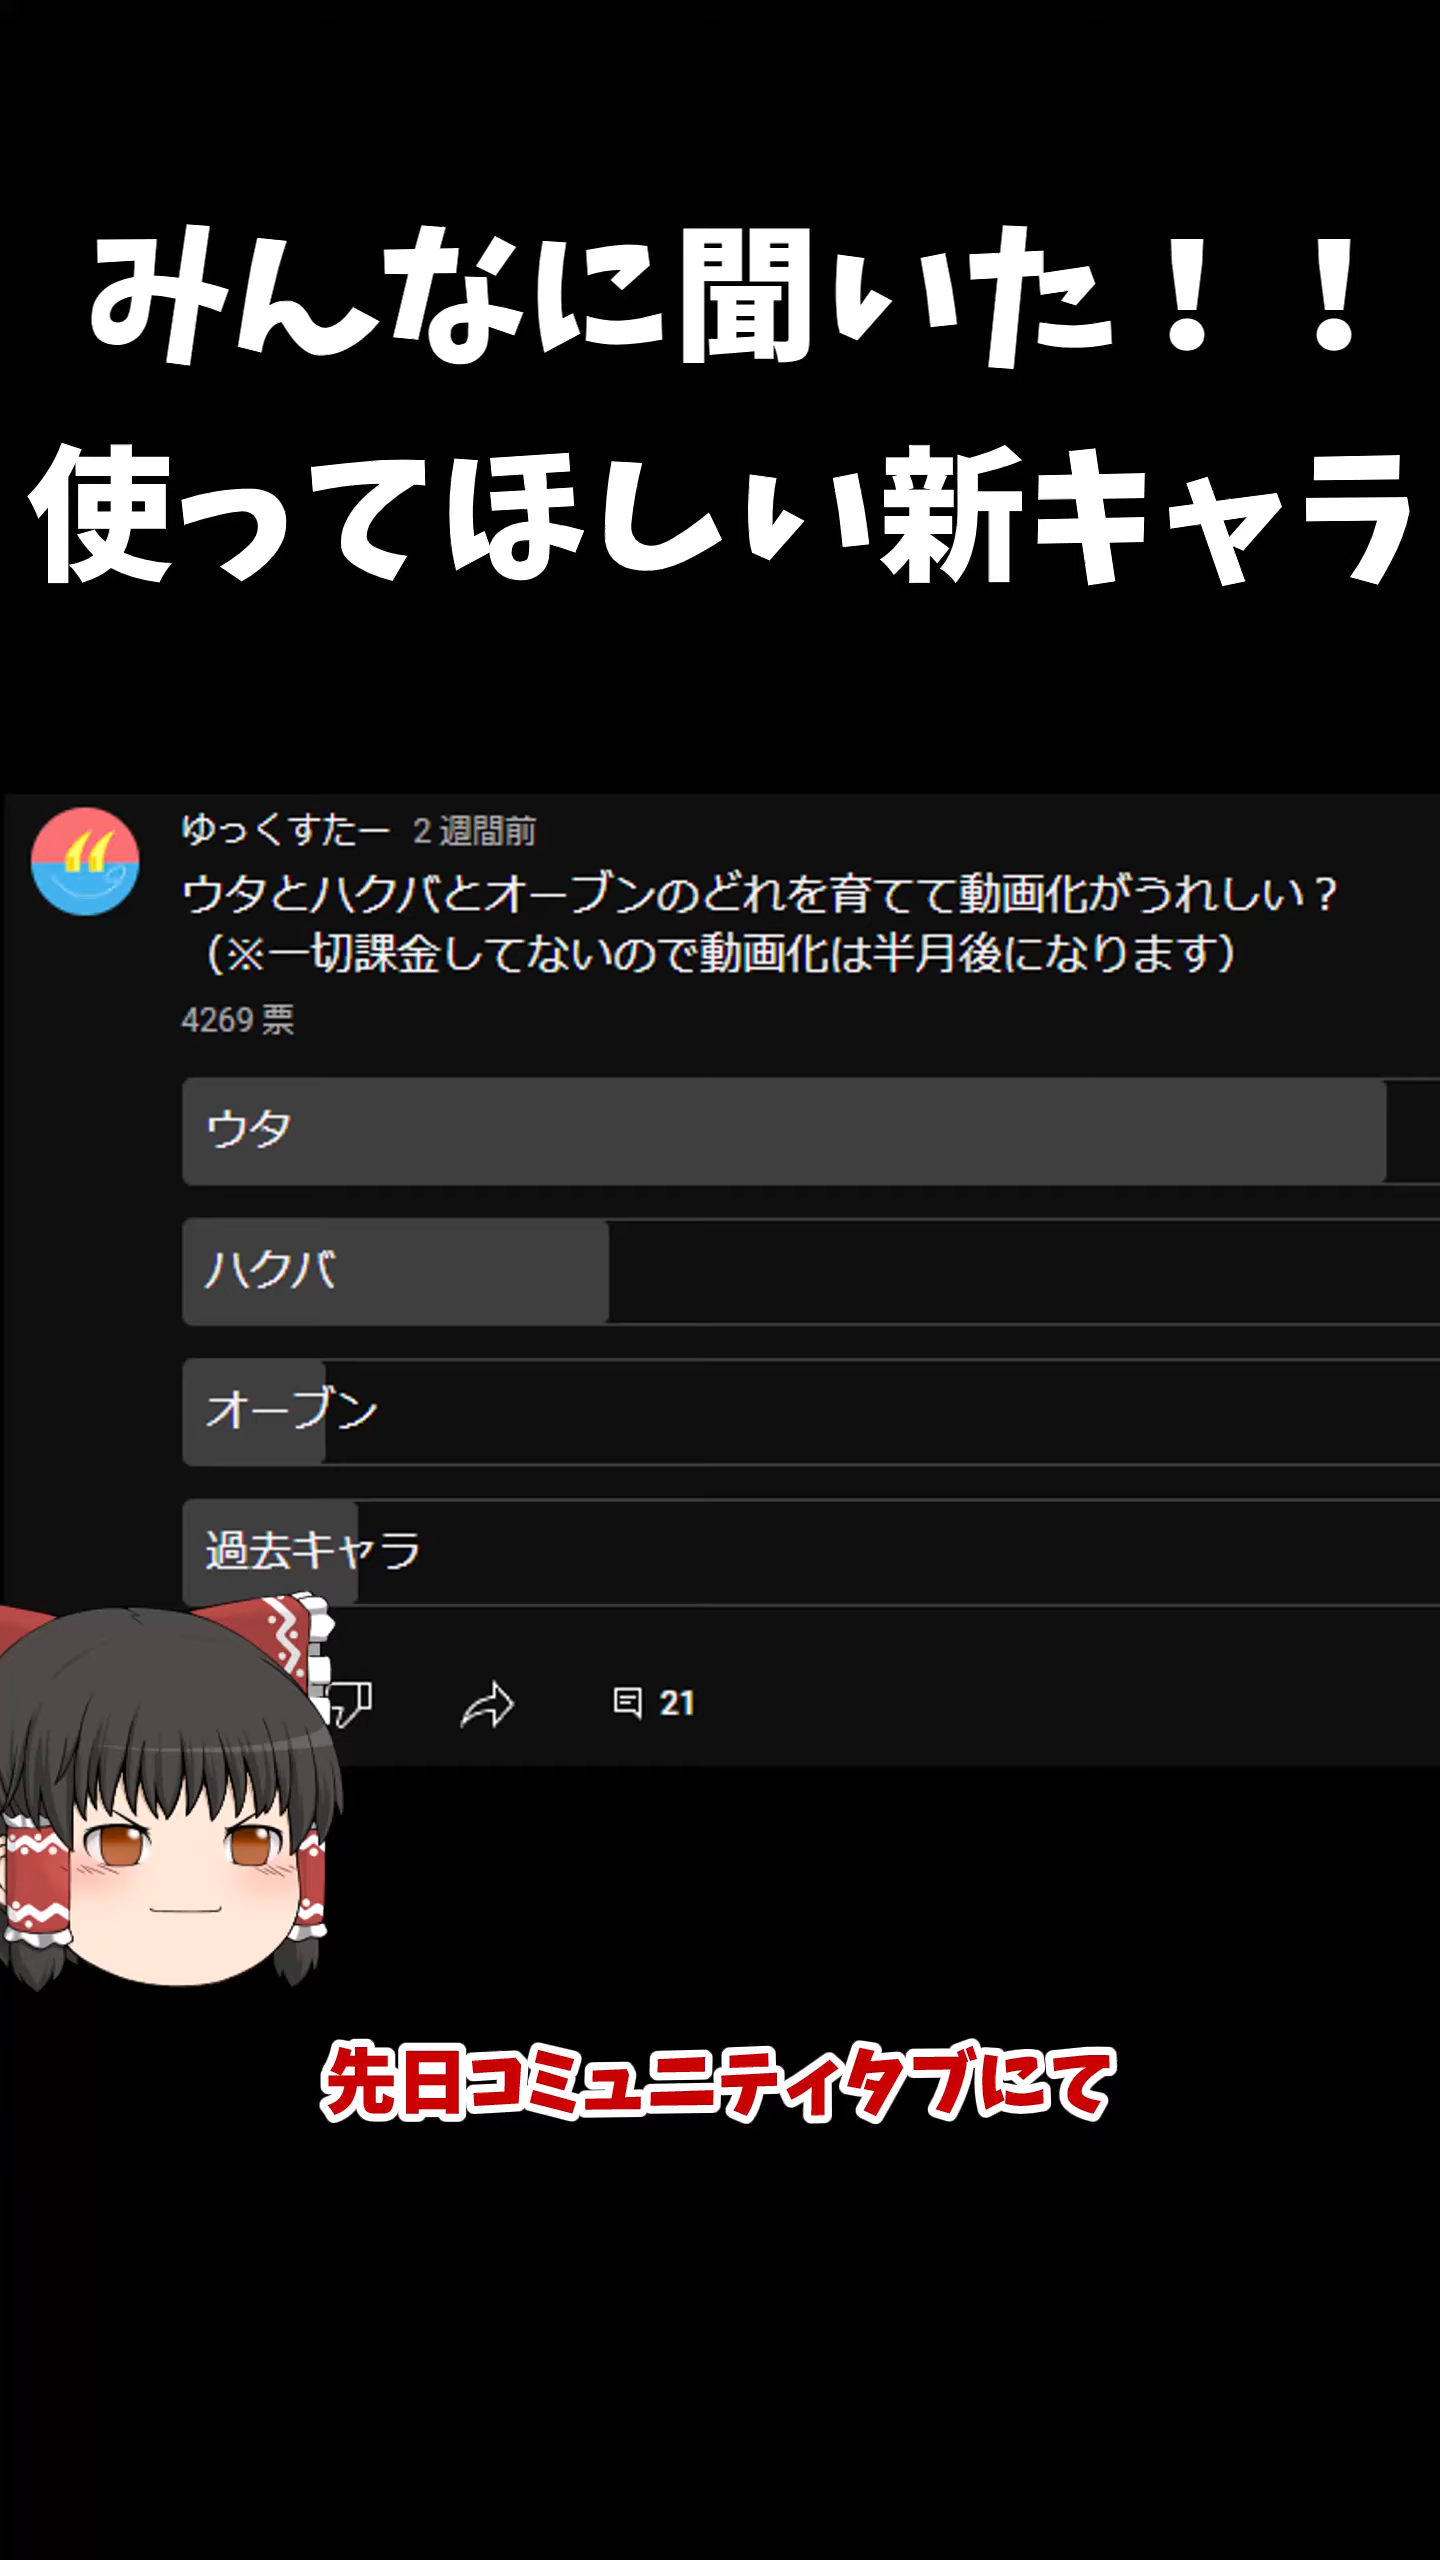 みんなに聞いた！！
使ってほしい新キャラ
ゆっくすたー 2 週間前
ウタとハクバとオーブンのどれを育てて動画化がうれしい？
（※一切課金してないので動画化は半月後になります）
4269 票
ウタ
ハクバ
オーブン
過去キャラ
21
先日コミュニティタブにて